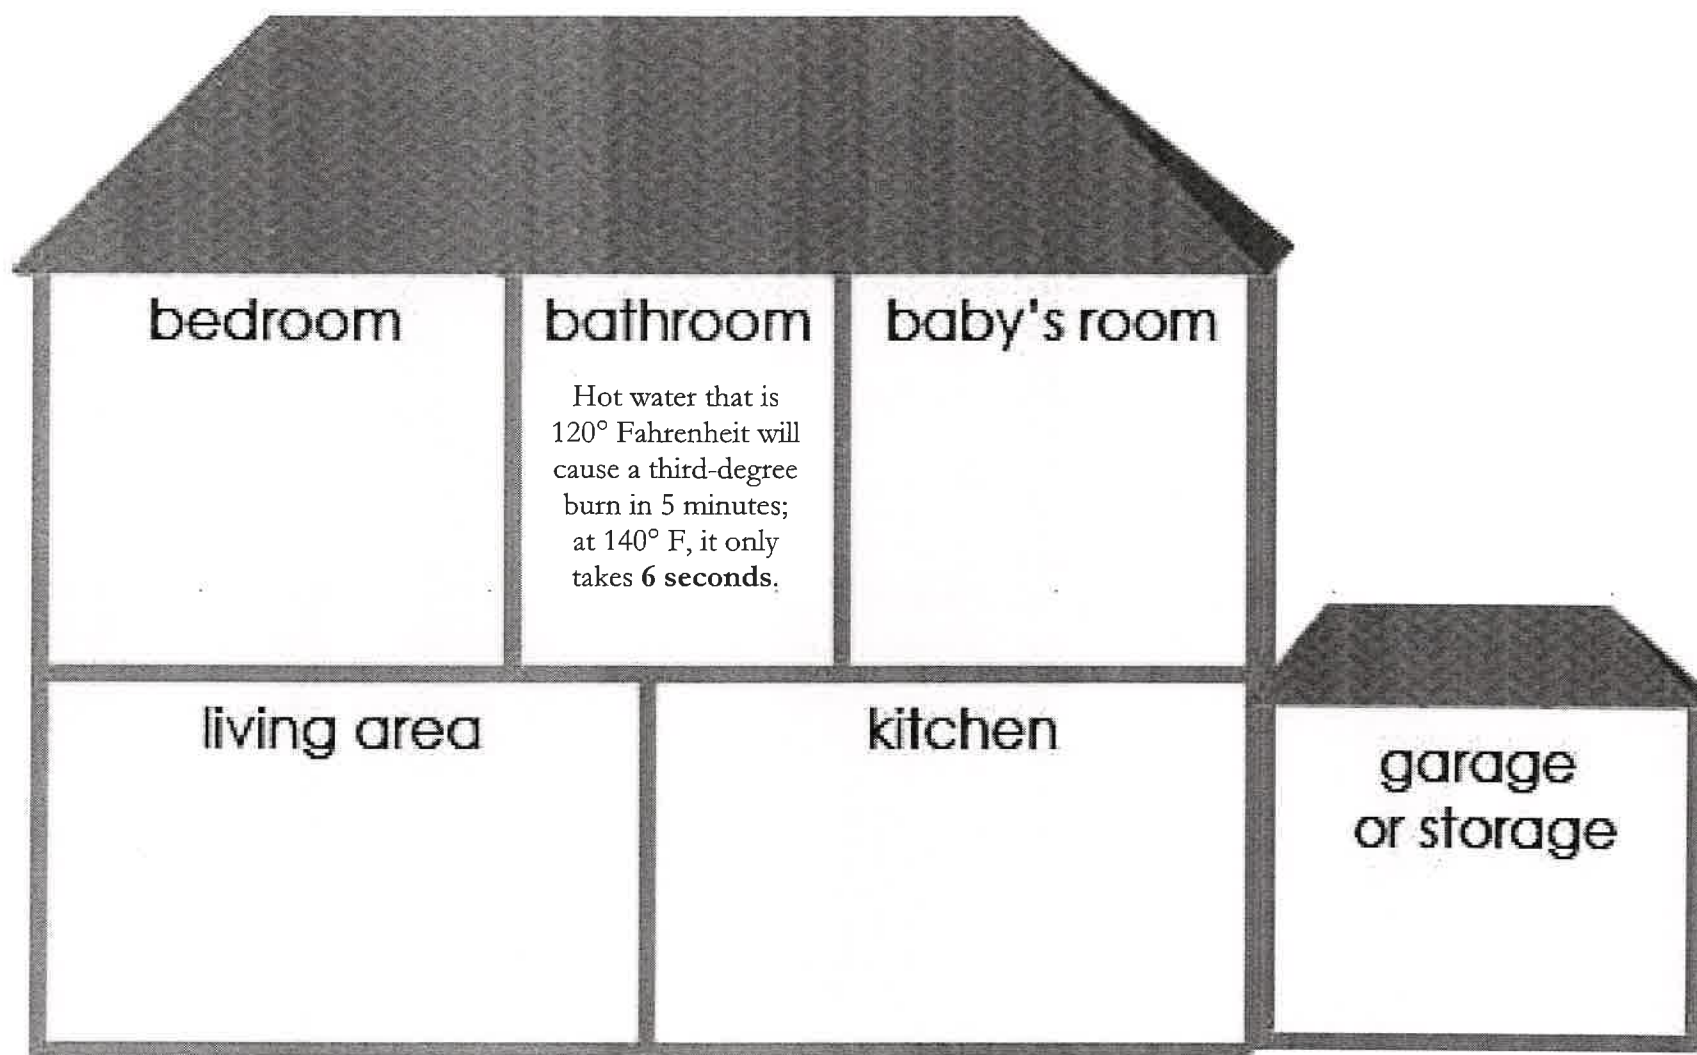 bedroom
bathroom
baby's room
Hot water that is
120° Fahrenheit will
cause a third-degree
burn in 5 minutes;
at 140° F, it only
takes 6 seconds.
living area
kitchen
garage
or storage